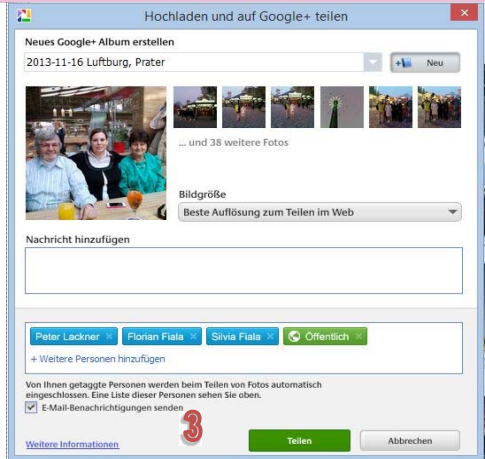 Hochladen und auf Google+ teilen
Neues Google+ Album erstellen
2013-11-16 Luftburg, Prater
Neu
... und 38 weitere Fotos
Bildgröße
Beste Auflösung zum Teilen im Web
Nachricht hinzufügen
Peter Lackner × Florian Fiala × Silvia Fiala × Öffentlich ×
+ Weitere Personen hinzufügen
Von Ihnen getaggte Personen werden beim Teilen von Fotos automatisch
eingeschlossen. Eine Liste dieser Personen sehen Sie oben.
E-Mail-Benachrichtigungen senden
3
Weitere Informationen
Teilen
Abbrechen